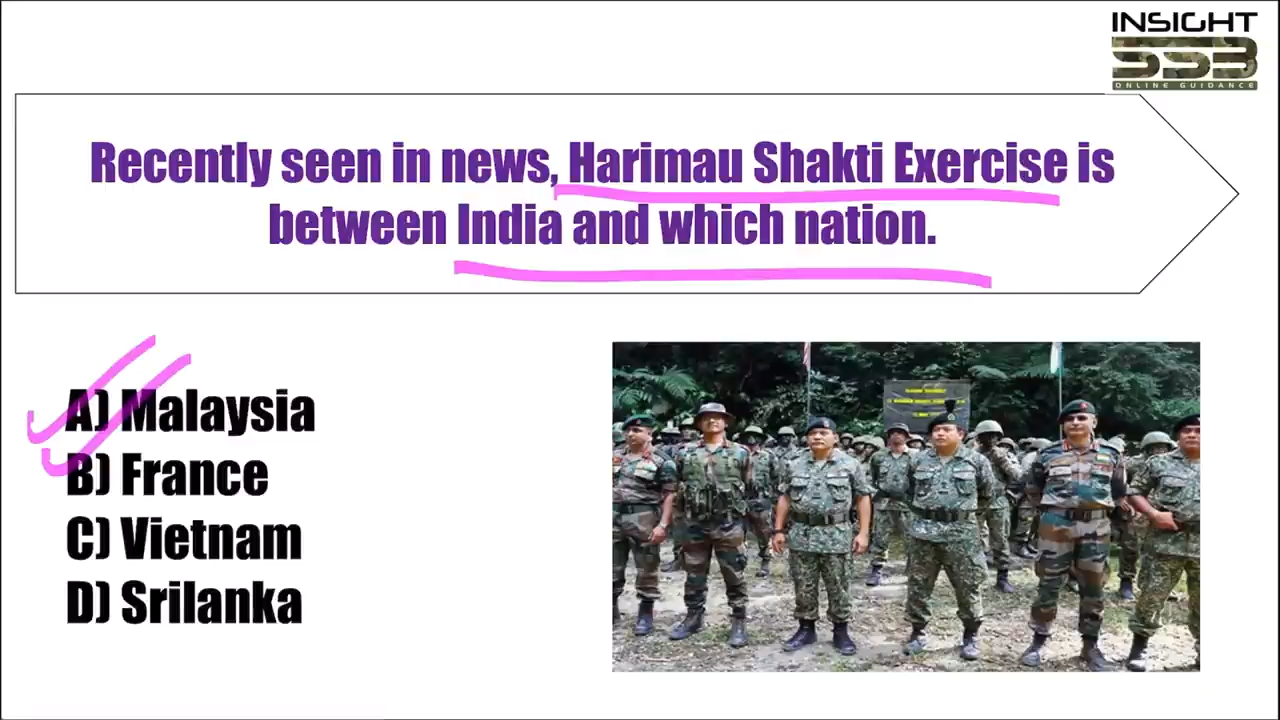 INSIGHT
SSB
ONLINE GUIDANCE
Recently seen in news, Harimau Shakti Exercise is
between India and which nation.
A) Malaysia
B) France
C) Vietnam
D) Srilanka